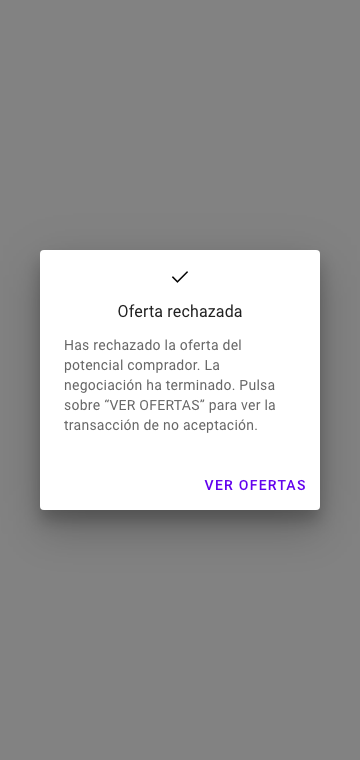 Oferta rechazada
Has rechazado la oferta del
potencial comprador. La
negociación ha terminado. Pulsa
sobre “VER OFERTAS” para ver la
transacción de no aceptación.
VER OFERTAS